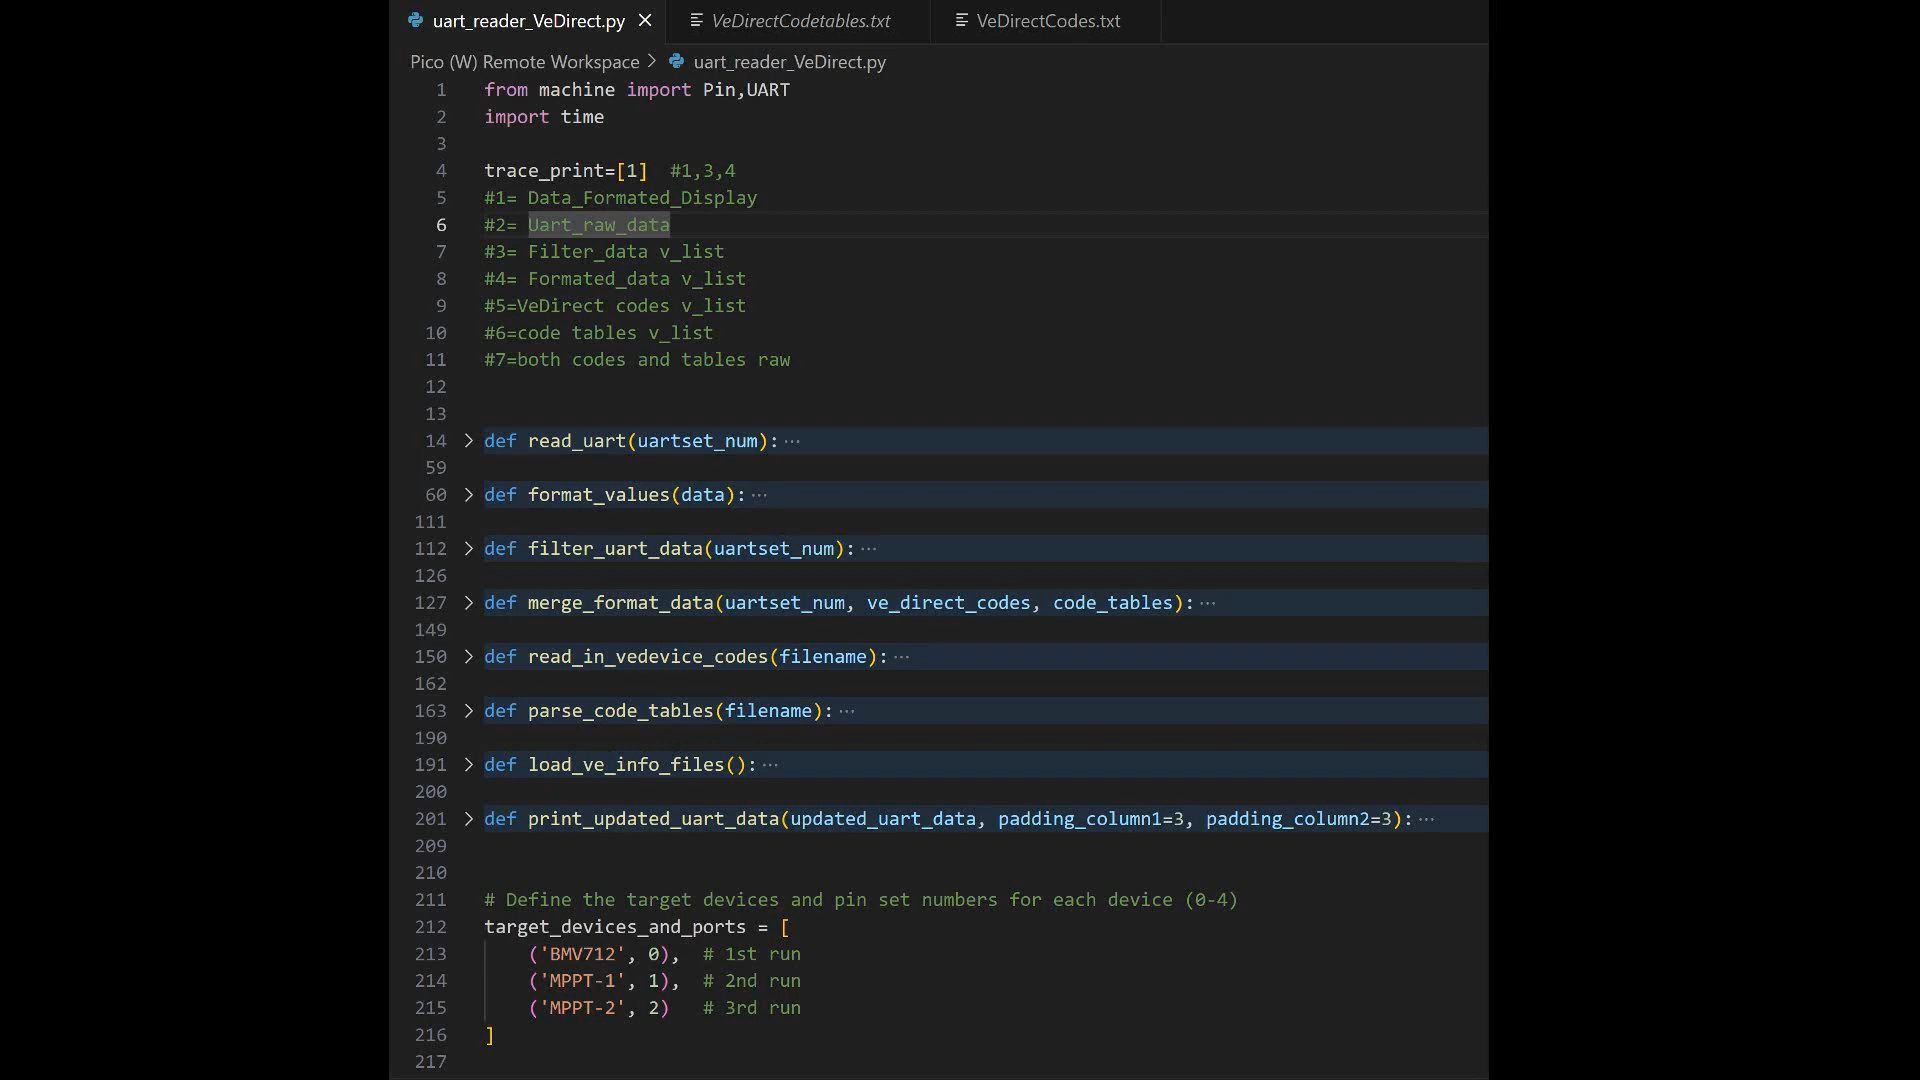 uart_reader_VeDirect.py
VeDirectCodetables.txt
VeDirectCodes.txt
Pico (W) Remote Workspace > uart_reader_VeDirect.py
1 from machine import Pin,UART
2 import time
3
4 trace_print=[1]  #1,3,4
5 #1= Data_Formated_Display
6 #2= Uart_raw_data
7 #3= Filter_data v_list
8 #4= Formated_data v_list
9 #5=VeDirect codes v_list
10 #6=code tables v_list
11 #7=both codes and tables raw
12
13
14 > def read_uart(uartset_num):···
59
60 > def format_values(data):···
111
112 > def filter_uart_data(uartset_num):···
126
127 > def merge_format_data(uartset_num, ve_direct_codes, code_tables):···
149
150 > def read_in_vedevice_codes(filename):···
162
163 > def parse_code_tables(filename):···
190
191 > def load_ve_info_files():···
200
201 > def print_updated_uart_data(updated_uart_data, padding_column1=3, padding_column2=3):···
209
210
211 # Define the target devices and pin set numbers for each device (0-4)
212 target_devices_and_ports = [
213     ('BMV712', 0),  # 1st run
214     ('MPPT-1', 1),  # 2nd run
215     ('MPPT-2', 2)   # 3rd run
216 ]
217